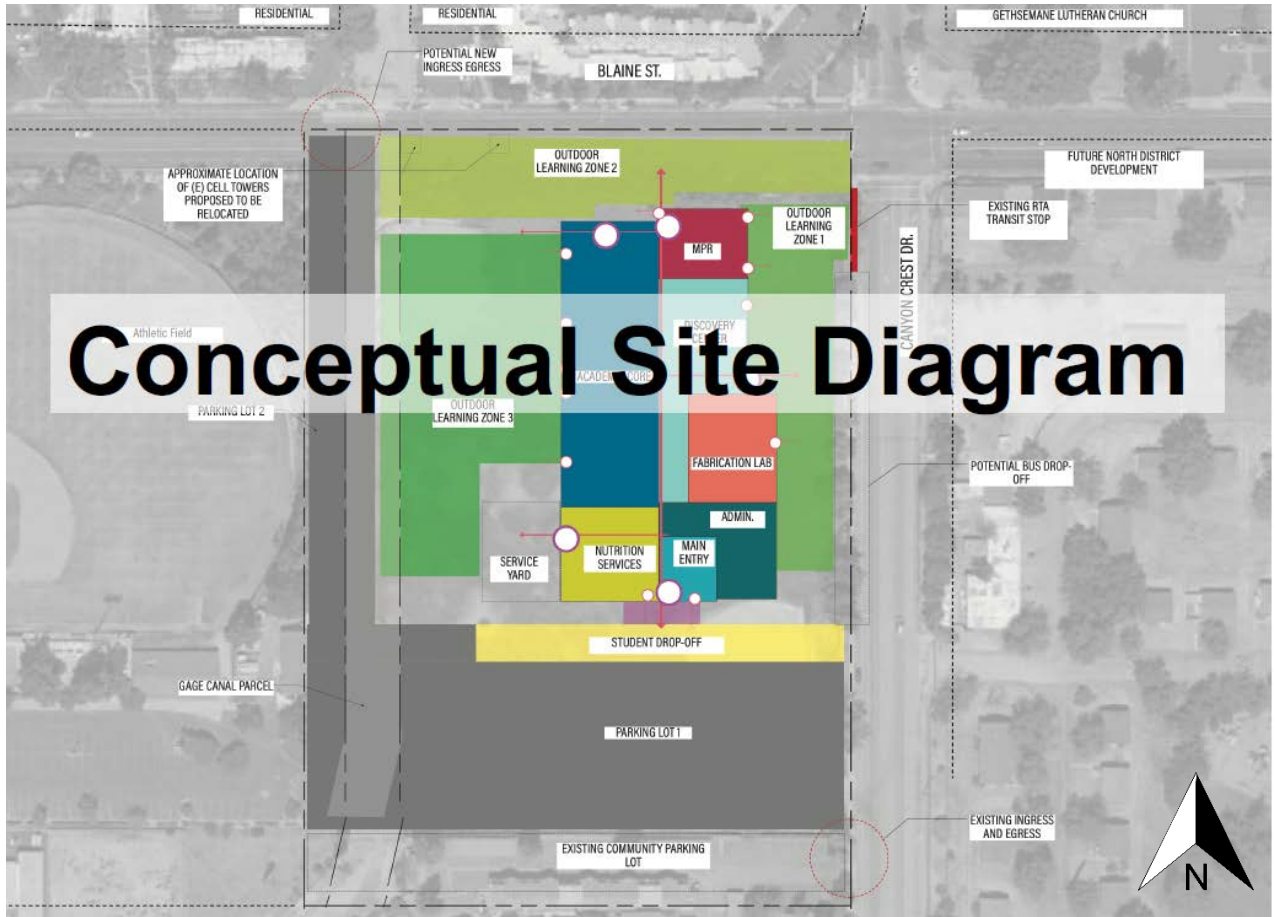 RESIDENTIAL
RESIDENTIAL
GETHSEMANE LUTHERAN CHURCH
POTENTIAL NEW
INGRESS EGRESS
BLAINE ST.
OUTDOOR
LEARNING ZONE 2
FUTURE NORTH DISTRICT
DEVELOPMENT
APPROXIMATE LOCATION
OF (E) CELL TOWERS
PROPOSED TO BE
RELOCATED
EXISTING RTA
TRANSIT STOP
OUTDOOR
LEARNING
ZONE 1
MPR
CANYON CREST DR.
DISCOVERY
CENTER
Athletic Field
Conceptual Site Diagram
ACADEMIC CORE
PARKING LOT 2
OUTDOOR
LEARNING ZONE 3
FABRICATION LAB
POTENTIAL BUS DROP-
OFF
ADMIN.
SERVICE
YARD
NUTRITION
SERVICES
MAIN
ENTRY
STUDENT DROP-OFF
GAGE CANAL PARCEL
PARKING LOT 1
EXISTING INGRESS
AND EGRESS
EXISTING COMMUNITY PARKING
LOT
N